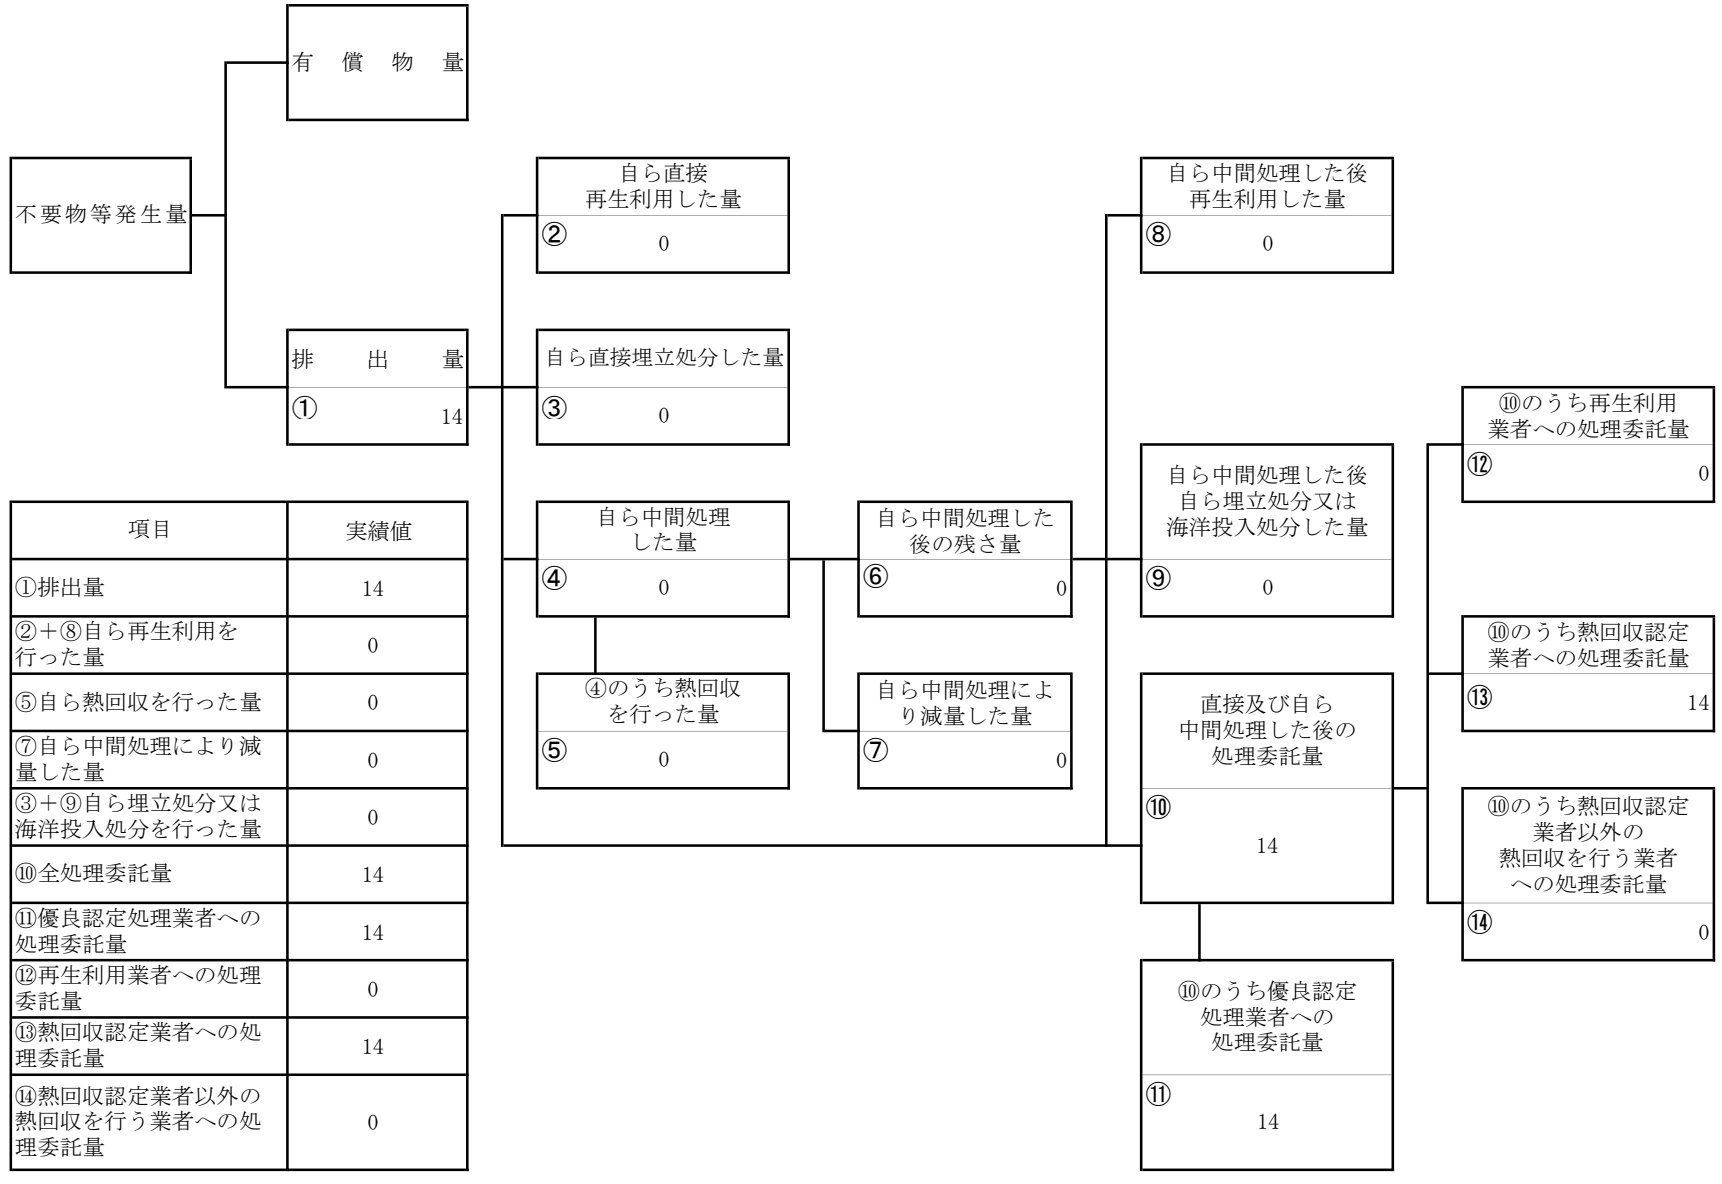 有償物量
不要物等発生量
排出量
①
14
自ら直接
再生利用した量
②
0
自ら直接埋立処分した量
③
0
自ら中間処理
した量
④
0
④のうち熱回収
を行った量
⑤
0
自ら中間処理した
後の残さ量
⑥
0
自ら中間処理によ
り減量した量
⑦
0
自ら中間処理した後
再生利用した量
⑧
0
自ら中間処理した後
自ら埋立処分又は
海洋投入処分した量
⑨
0
直接及び自ら
中間処理した後の
処理委託量
⑩
14
⑩のうち優良認定
処理業者への
処理委託量
⑪
14
⑩のうち再生利用
業者への処理委託量
⑫
0
⑩のうち熱回収認定
業者への処理委託量
⑬
14
⑩のうち熱回収認定
業者以外の
熱回収を行う業者
への処理委託量
⑭
0
項目 実績値
①排出量 14
②＋⑧自ら再生利用を
行った量
0
⑤自ら熱回収を行った量 0
⑦自ら中間処理により減
量した量
0
③＋⑨自ら埋立処分又は
海洋投入処分を行った量
0
⑩全処理委託量 14
⑪優良認定処理業者への
処理委託量
14
⑫再生利用業者への処理
委託量
0
⑬熱回収認定業者への処
理委託量
14
⑭熱回収認定業者以外の
熱回収を行う業者への処
理委託量
0